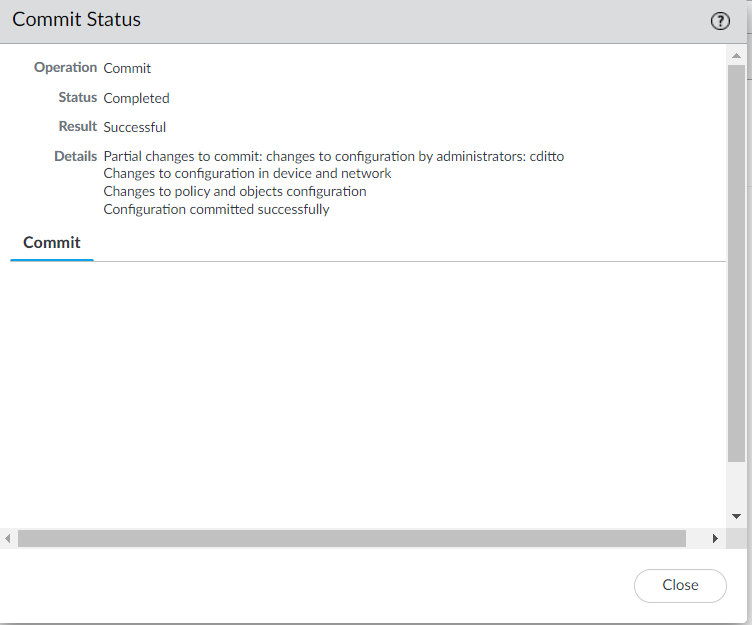 Commit Status
?
Operation Commit
Status Completed
Result Successful
Details Partial changes to commit: changes to configuration by administrators: cditto
Changes to configuration in device and network
Changes to policy and objects configuration
Configuration committed successfully
Commit
Close